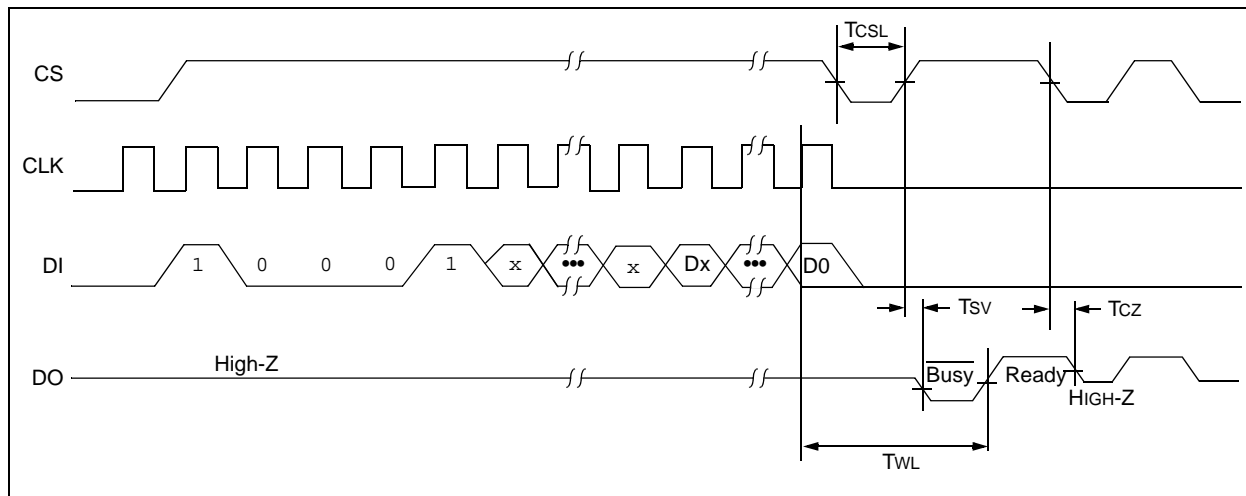 TCSL
CS
CLK
DI
1 0 0 0 1 x ••• x Dx ••• D0
TSV
TCZ
High-Z
DO
Busy
Ready
HIGH-Z
TWL